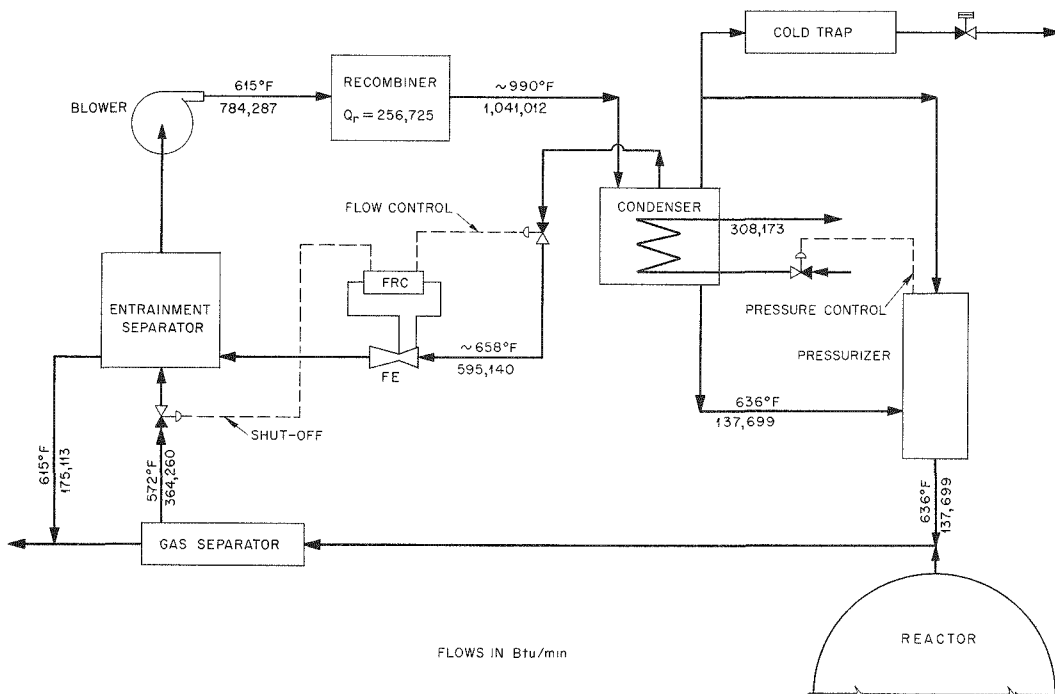 COLD TRAP
BLOWER
615°F
784,287
RECOMBINER
Qr = 256,725
~990°F
1,041,012
FLOW CONTROL
CONDENSER
308,173
ENTRAINMENT
SEPARATOR
FRC
PRESSURE CONTROL
PRESSURIZER
~658°F
595,140
FE
636°F
137,699
SHUT-OFF
615°F
175,113
572°F
364,260
636°F
137,699
GAS SEPARATOR
REACTOR
FLOWS IN Btu/min